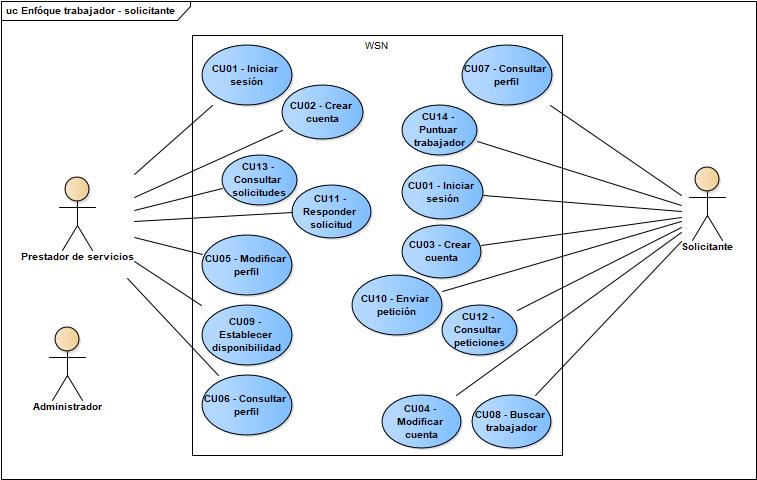 uc Enfóque trabajador - solicitante
WSN
CU01 - Iniciar
sesión
CU07 - Consultar
perfil
CU02 - Crear
cuenta
CU14 -
Puntuar
trabajador
CU13 -
Consultar
solicitudes
CU01 - Iniciar
sesión
CU11 -
Responder
solicitud
Prestador de servicios
Solicitante
CU03 - Crear
cuenta
CU05 - Modificar
perfil
CU10 - Enviar
petición
CU09 -
Establecer
disponibilidad
CU12 -
Consultar
peticiones
Administrador
CU06 - Consultar
perfil
CU04 -
Modificar
cuenta
CU08 - Buscar
trabajador